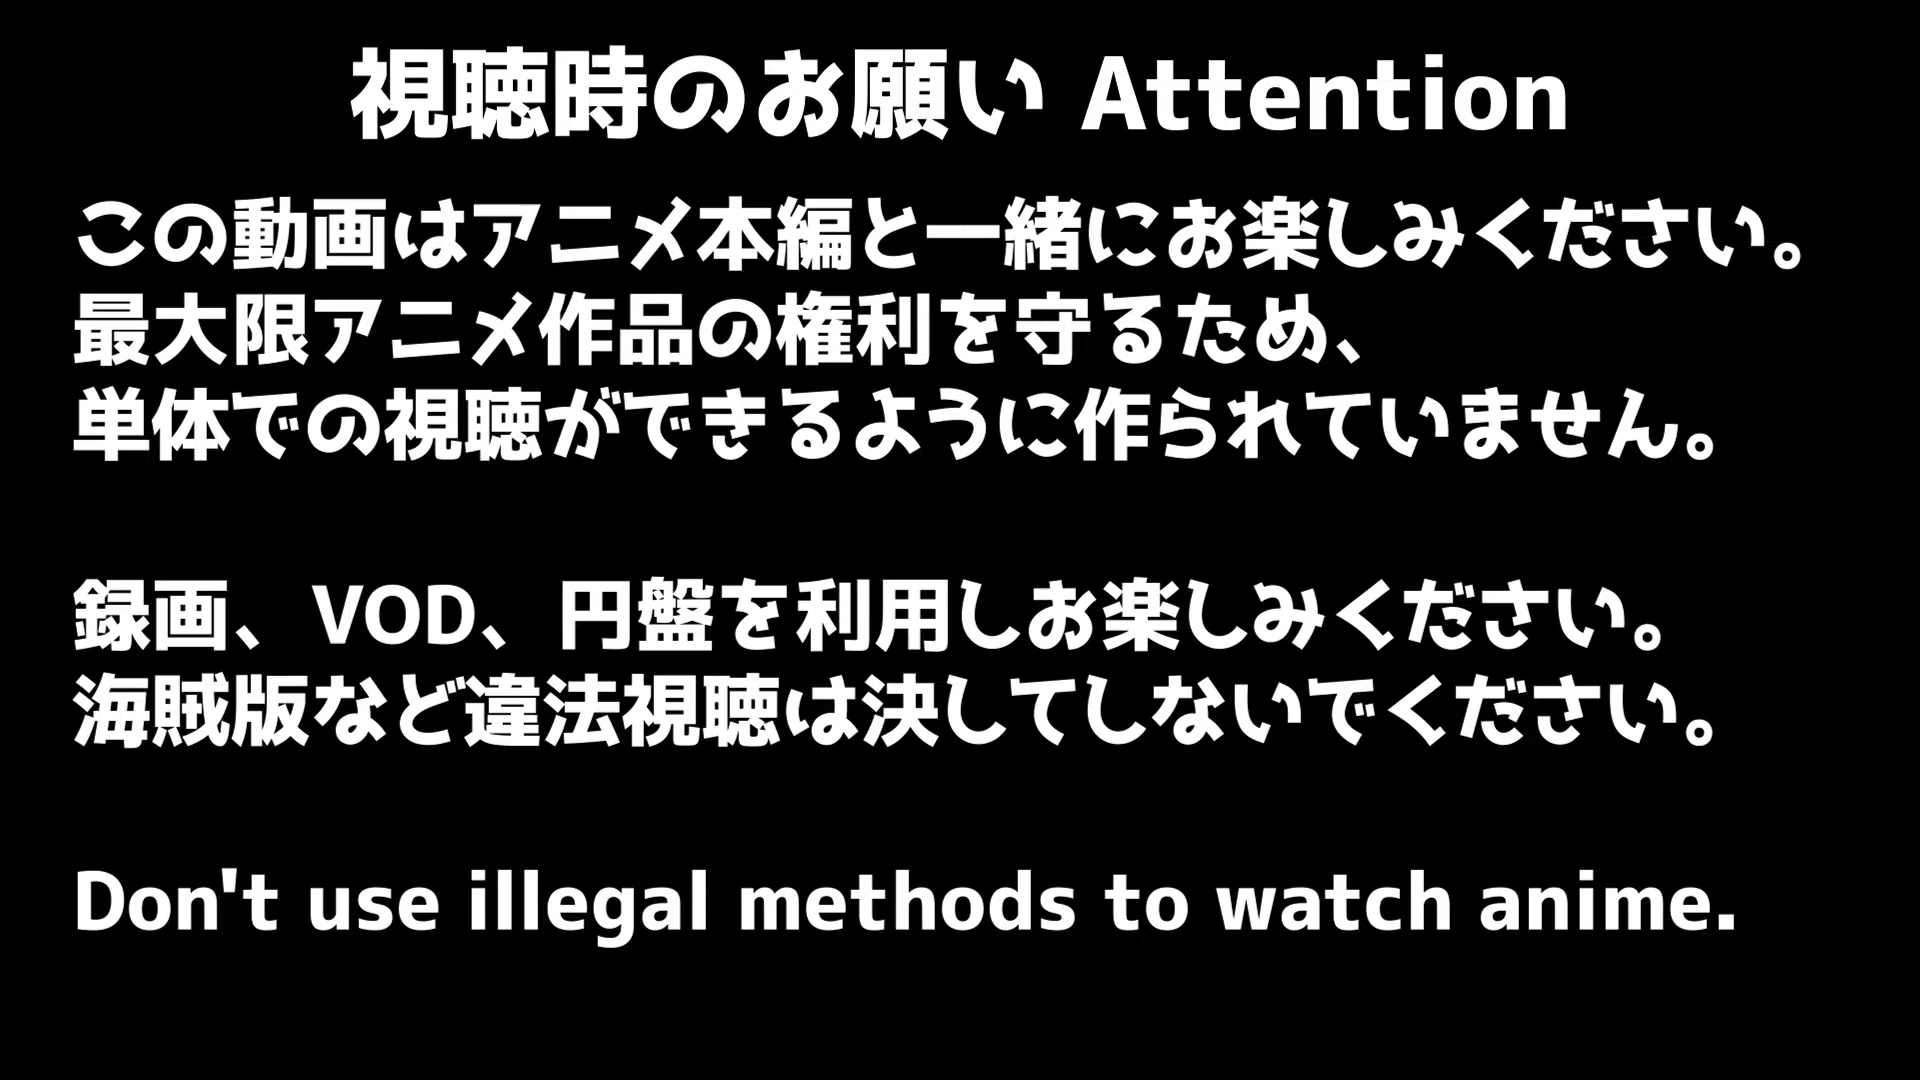 視聴時のお願い Attention
この動画はアニメ本編と一緒にお楽しみください。
最大限アニメ作品の権利を守るため、
単体での視聴ができるように作られていません。
録画、VOD、円盤を利用しお楽しみください。
海賊版など違法視聴は決してしないでください。
Don't use illegal methods to watch anime.